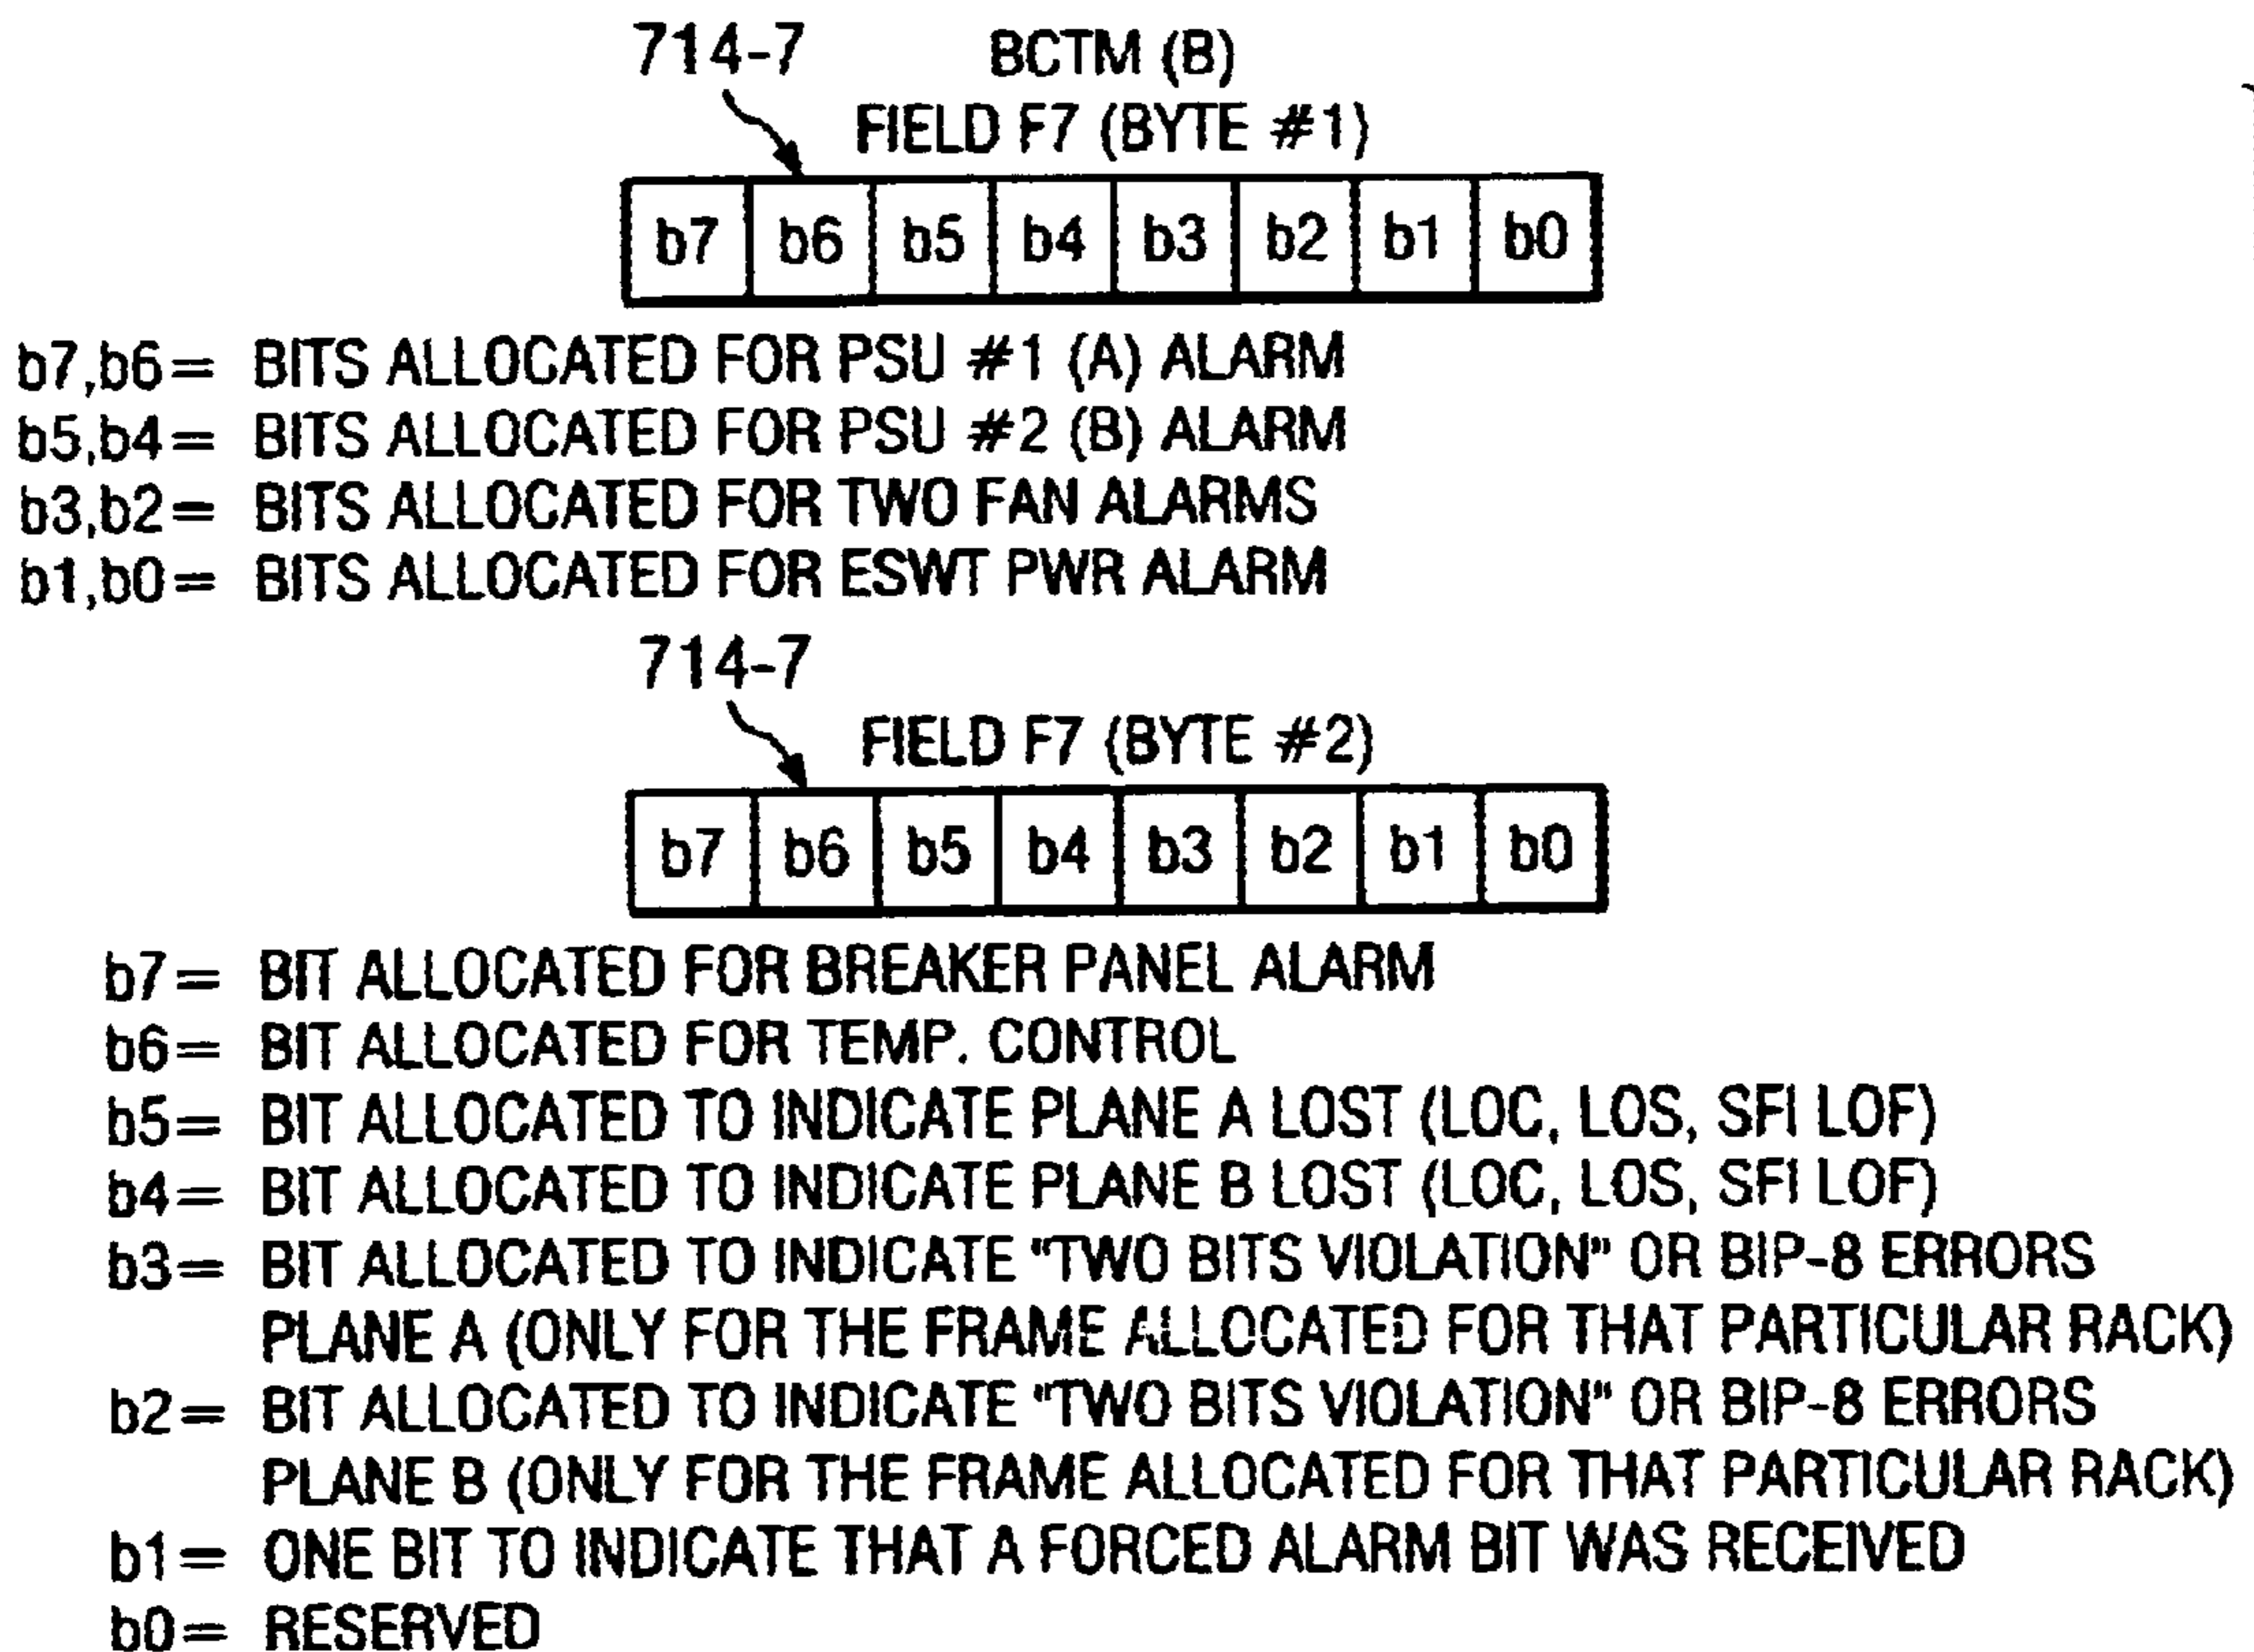 714-7 BCTM (B)
FIELD F7 (BYTE #1)
b7 b6 b5 b4 b3 b2 b1 b0
b7,b6= BITS ALLOCATED FOR PSU #1 (A) ALARM
b5,b4= BITS ALLOCATED FOR PSU #2 (B) ALARM
b3,b2= BITS ALLOCATED FOR TWO FAN ALARMS
b1,b0= BITS ALLOCATED FOR ESWT PWR ALARM
714-7
FIELD F7 (BYTE #2)
b7 b6 b5 b4 b3 b2 b1 b0
b7= BIT ALLOCATED FOR BREAKER PANEL ALARM
b6= BIT ALLOCATED FOR TEMP. CONTROL
b5= BIT ALLOCATED TO INDICATE PLANE A LOST (LOC, LOS, SFI LOF)
b4= BIT ALLOCATED TO INDICATE PLANE B LOST (LOC, LOS, SFI LOF)
b3= BIT ALLOCATED TO INDICATE "TWO BITS VIOLATION" OR BIP-8 ERRORS
PLANE A (ONLY FOR THE FRAME ALLOCATED FOR THAT PARTICULAR RACK)
b2= BIT ALLOCATED TO INDICATE "TWO BITS VIOLATION" OR BIP-8 ERRORS
PLANE B (ONLY FOR THE FRAME ALLOCATED FOR THAT PARTICULAR RACK)
b1= ONE BIT TO INDICATE THAT A FORCED ALARM BIT WAS RECEIVED
b0= RESERVED